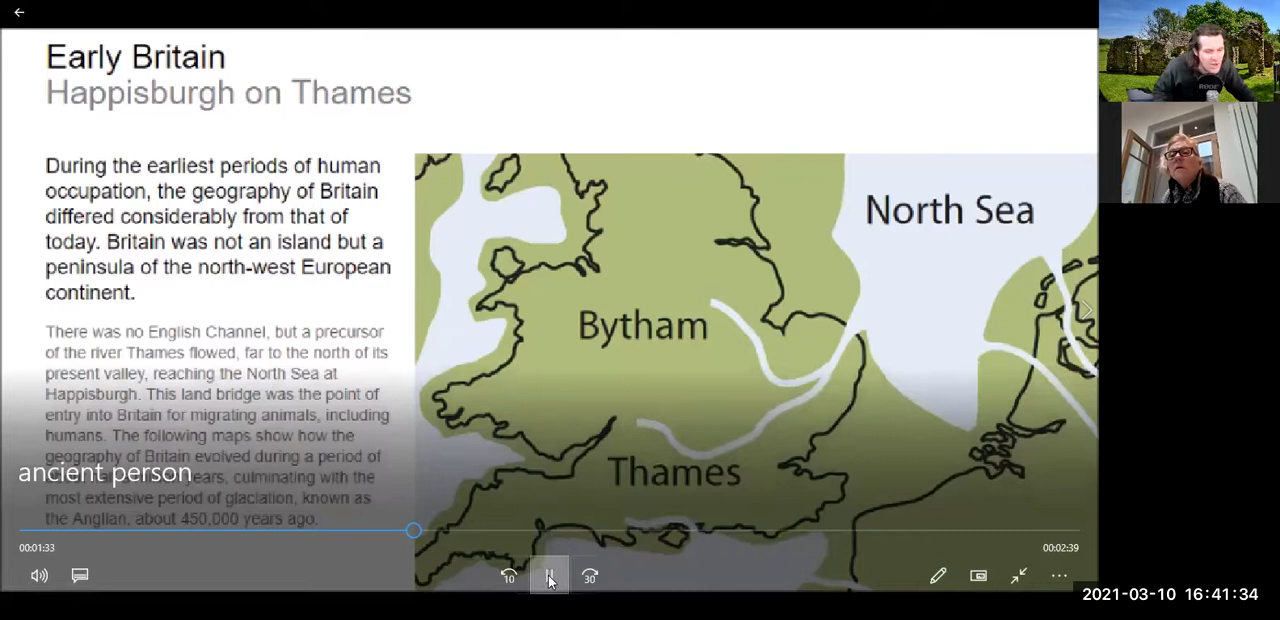 Early Britain
Happisburgh on Thames
During the earliest periods of human
occupation, the geography of Britain
differed considerably from that of
today. Britain was not an island but a
peninsula of the north-west European
continent.
There was no English Channel, but a precursor
of the river Thames flowed, far to the north of its
present valley, reaching the North Sea at
Happisburgh. This land bridge was the point of
entry into Britain for migrating animals, including
humans. The following maps show how the
geography of Britain evolved during a period of
years, culminating with the
most extensive period of glaciation, known as
the Anglian, about 450,000 years ago.
North Sea
Bytham
Thames
ancient person
00:01:33
00:02:39
10
30
2021-03-10 16:41:34